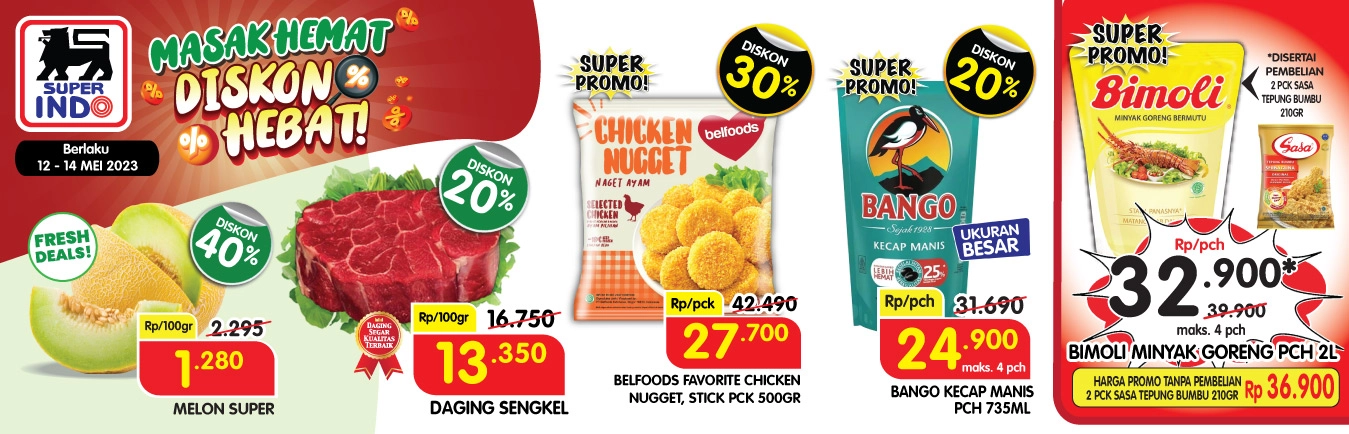 SUPER
INDO
MASAK HEMAT
DISKON %
HEBAT!
Berlaku
12 - 14 MEI 2023
FRESH
DEALS!
DISKON
40%
Rp/100gr
2.295
1.280
MELON SUPER
DISKON
20%
DAGING
SEGAR
KUALITAS
TERBAIK
Rp/100gr
16.750
13.350
DAGING SENGKEL
SUPER
PROMO!
DISKON
30%
CHICKEN
NUGGET
NAGET AYAM
belfoods
SELECTED
CHICKEN
Rp/pck
42.490
27.700
BELFOODS FAVORITE CHICKEN
NUGGET, STICK PCK 500GR
SUPER
PROMO!
DISKON
20%
BANGO
Sejak 1928
KECAP MANIS
LEBIH
HEMAT
25%
UKURAN
BESAR
Rp/pch
31.690
24.900
maks. 4 pch
BANGO KECAP MANIS
PCH 735ML
SUPER
PROMO!
Bimoli
MINYAK GORENG BERMUTU
*DISERTAI
PEMBELIAN
2 PCK SASA
TEPUNG BUMBU
210GR
Sasa
Rp/pch
32.900*
39.900
maks. 4 pch
BIMOLI MINYAK GORENG PCH 2L
HARGA PROMO TANPA PEMBELIAN
2 PCK SASA TEPUNG BUMBU 210GR
Rp 36.900